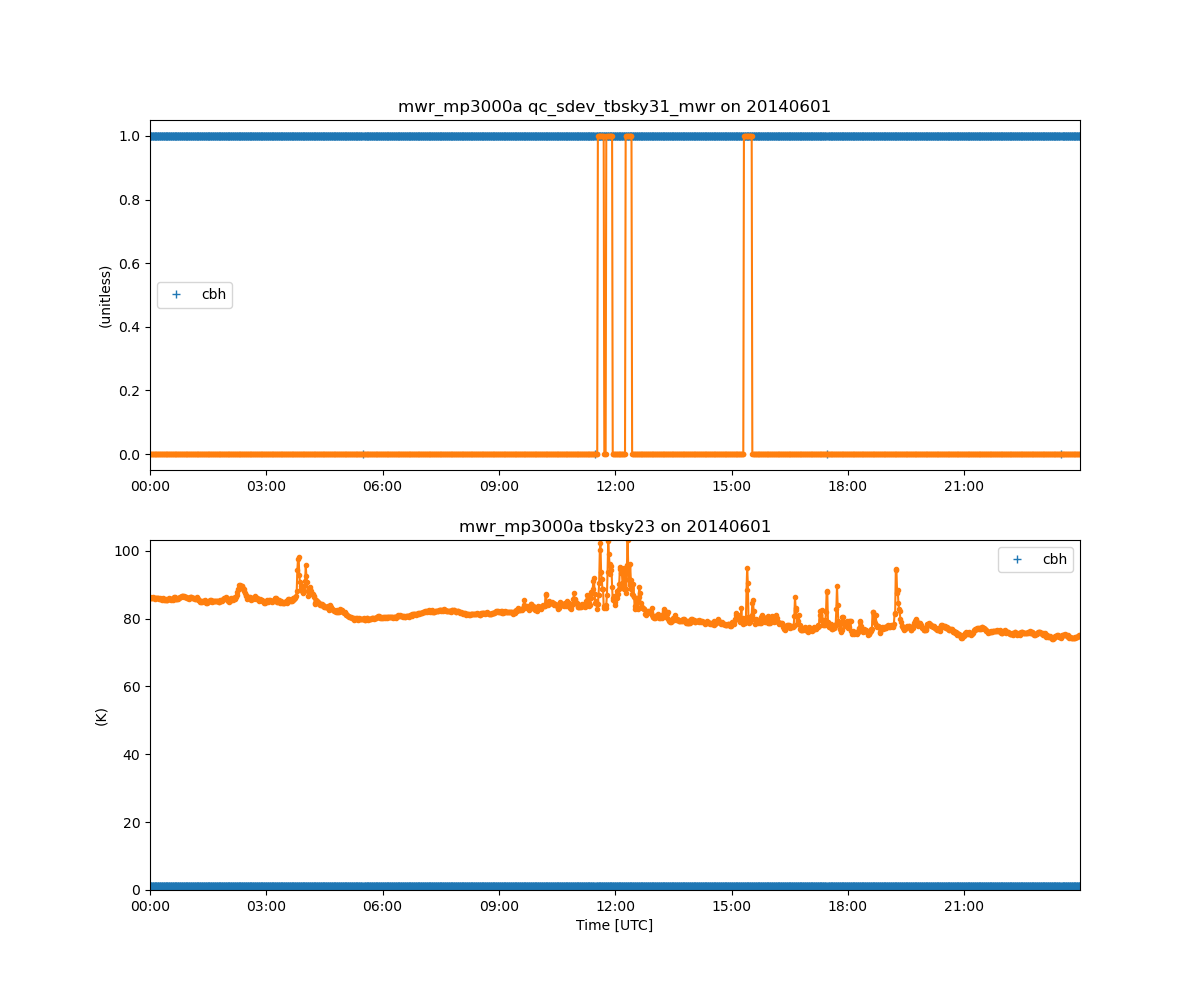 mwr_mp3000a qc_sdev_tbsky31_mwr on 20140601
1.0
0.8
0.6
0.4
0.2
0.0
(unitless)
cbh
00:00 03:00 06:00 09:00 12:00 15:00 18:00 21:00
mwr_mp3000a tbsky23 on 20140601
100
80
60
40
20
0
(K)
cbh
00:00 03:00 06:00 09:00 12:00 15:00 18:00 21:00
Time [UTC]